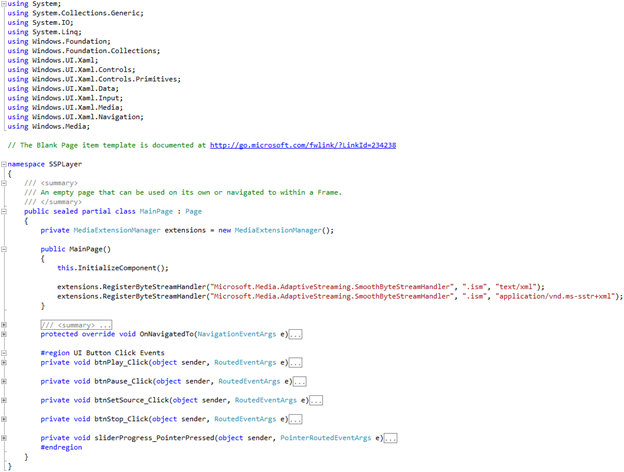 using System;
using System.Collections.Generic;
using System.IO;
using System.Linq;
using Windows.Foundation;
using Windows.Foundation.Collections;
using Windows.UI.Xaml;
using Windows.UI.Xaml.Controls;
using Windows.UI.Xaml.Controls.Primitives;
using Windows.UI.Xaml.Data;
using Windows.UI.Xaml.Input;
using Windows.UI.Xaml.Media;
using Windows.UI.Xaml.Navigation;
using Windows.Media;
// The Blank Page item template is documented at http://go.microsoft.com/fwlink/?LinkId=234238
namespace SSPLayer
{
/// <summary>
/// An empty page that can be used on its own or navigated to within a Frame.
/// </summary>
public sealed partial class MainPage : Page
{
private MediaExtensionManager extensions = new MediaExtensionManager();
public MainPage()
{
this.InitializeComponent();
extensions.RegisterByteStreamHandler("Microsoft.Media.AdaptiveStreaming.SmoothByteStreamHandler", ".ism", "text/xml");
extensions.RegisterByteStreamHandler("Microsoft.Media.AdaptiveStreaming.SmoothByteStreamHandler", ".ism", "application/vnd.ms-sstr+xml");
}
/// <summary> ...
protected override void OnNavigatedTo(NavigationEventArgs e)...
#region UI Button Click Events
private void btnPlay_Click(object sender, RoutedEventArgs e)...
private void btnPause_Click(object sender, RoutedEventArgs e)...
private void btnSetSource_Click(object sender, RoutedEventArgs e)...
private void btnStop_Click(object sender, RoutedEventArgs e)...
private void sliderProgress_PointerPressed(object sender, PointerRoutedEventArgs e)...
#endregion
}
}